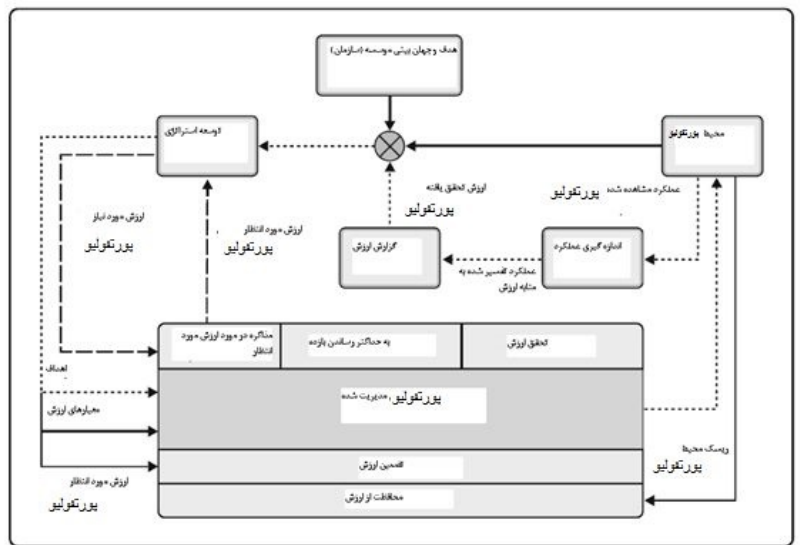 هدف و جهان بینی موسسه (سازمان)
توسعه استراتژی
محیط پورتفولیو
ارزش تحقق یافته
پورتفولیو
عملکرد مشاهده شده پورتفولیو
ارزش مورد نیاز
پورتفولیو
ارزش مورد انتظار
پورتفولیو
گزارش ارزش
اندازه گیری عملکرد
عملکرد تفسیر شده به
مثابه ارزش
مذاکره در مورد ارزش مورد
انتظار
به حداکثر رساندن بازده
تحقق ارزش
اهداف
پورتفولیو مدیریت شده
معیارهای ارزش
ریسک محیط
پورتفولیو
تضمین ارزش
ارزش مورد انتظار
پورتفولیو
محافظت از ارزش